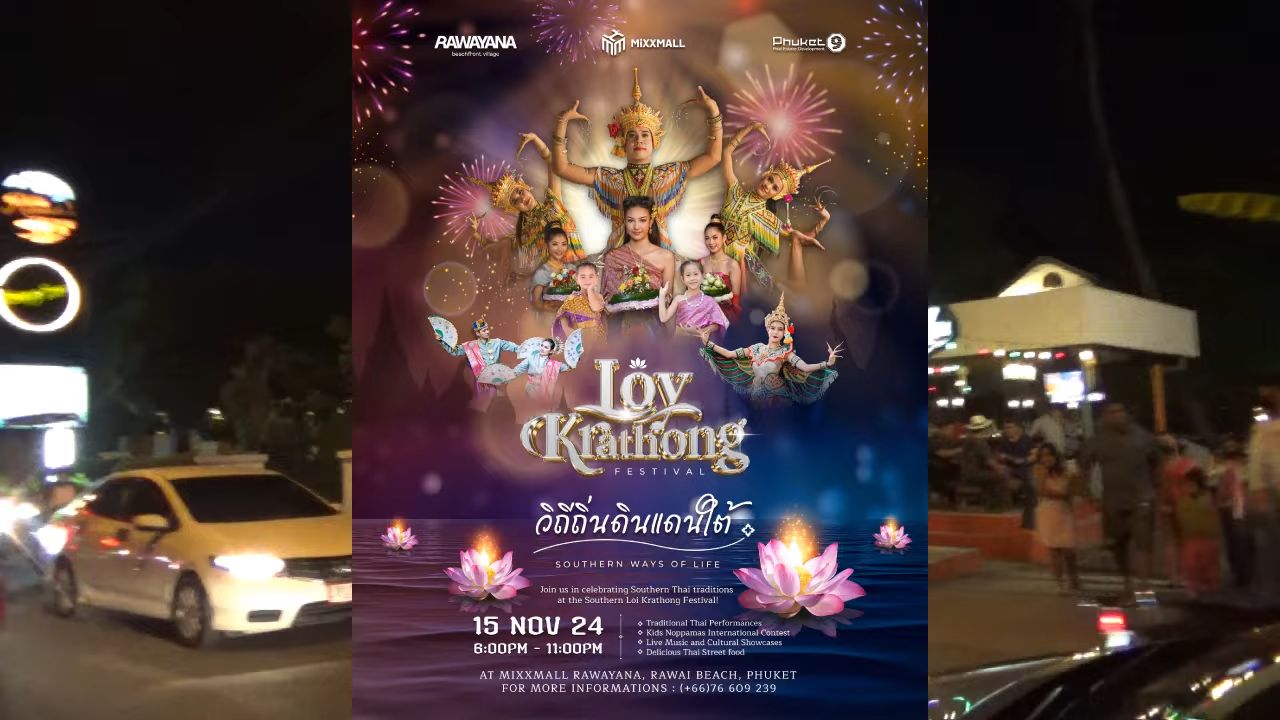 RAWAYANA
beachfront village
MiXXMALL
Phuket 9
Real Estate Development
Loy
Krathong
FESTIVAL
วิถีถิ่นดินแดนใต้
SOUTHERN WAYS OF LIFE
Join us in celebrating Southern Thai traditions
at the Southern Loi Krathong Festival!
15 NOV 24
6:00PM - 11:00PM
Traditional Thai Performances
Kids Noppamas International Contest
Live Music and Cultural Showcases
Delicious Thai Street food
AT MIXXMALL RAWAYANA, RAWAI BEACH, PHUKET
FOR MORE INFORMATIONS : (+66)76 609 239